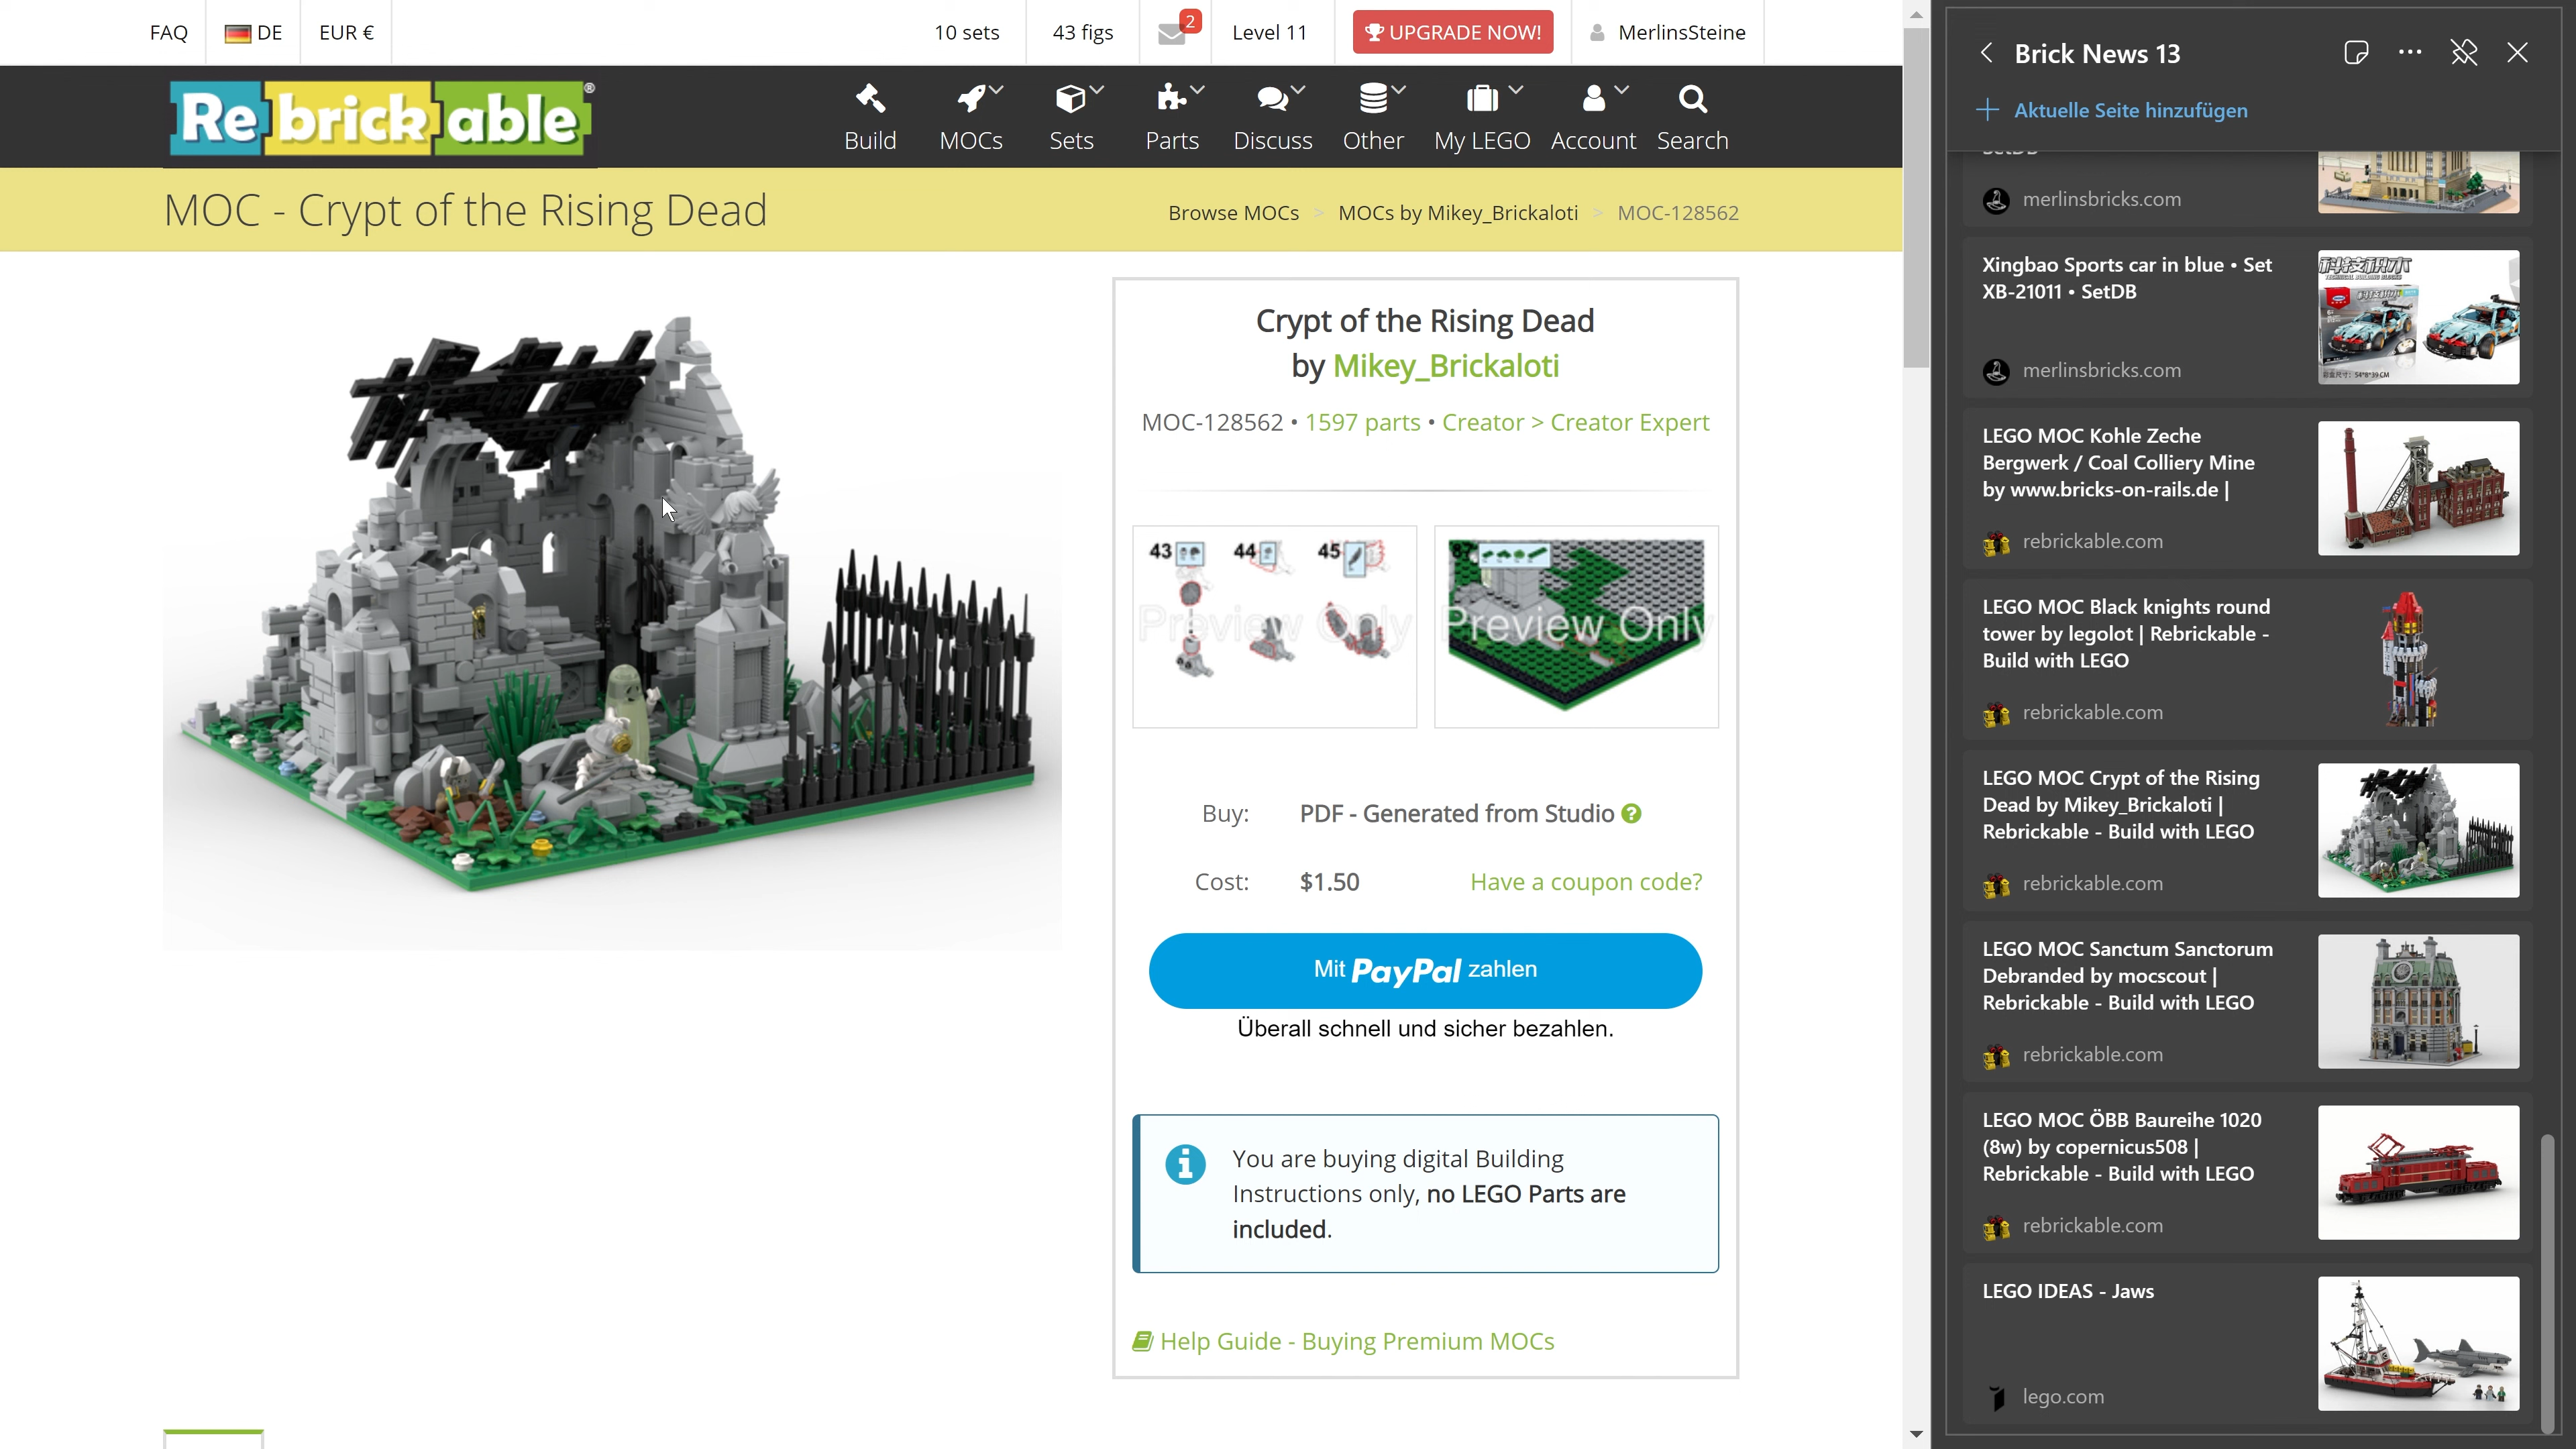 FAQ
DE
EUR €
10 sets
43 figs
2
Level 11
UPGRADE NOW!
MerlinsSteine
Rebrickable®
Build
MOCs
Sets
Parts
Discuss
Other
My LEGO
Account
Search
MOC - Crypt of the Rising Dead
Browse MOCs > MOCs by Mikey_Brickaloti > MOC-128562
Crypt of the Rising Dead
by Mikey_Brickaloti
MOC-128562 • 1597 parts • Creator > Creator Expert
43
44
45
Preview Only
87
Preview Only
Buy:
PDF - Generated from Studio ?
Cost:
$1.50
Have a coupon code?
Mit PayPal zahlen
Überall schnell und sicher bezahlen.
You are buying digital Building
Instructions only, no LEGO Parts are
included.
Help Guide - Buying Premium MOCs
Brick News 13
Aktuelle Seite hinzufügen
SetDB
merlinsbricks.com
Xingbao Sports car in blue • Set
XB-21011 • SetDB
merlinsbricks.com
LEGO MOC Kohle Zeche
Bergwerk / Coal Colliery Mine
by www.bricks-on-rails.de |
rebrickable.com
LEGO MOC Black knights round
tower by legolot | Rebrickable -
Build with LEGO
rebrickable.com
LEGO MOC Crypt of the Rising
Dead by Mikey_Brickaloti |
Rebrickable - Build with LEGO
rebrickable.com
LEGO MOC Sanctum Sanctorum
Debranded by mocscout |
Rebrickable - Build with LEGO
rebrickable.com
LEGO MOC ÖBB Baureihe 1020
(8w) by copernicus508 |
Rebrickable - Build with LEGO
rebrickable.com
LEGO IDEAS - Jaws
lego.com